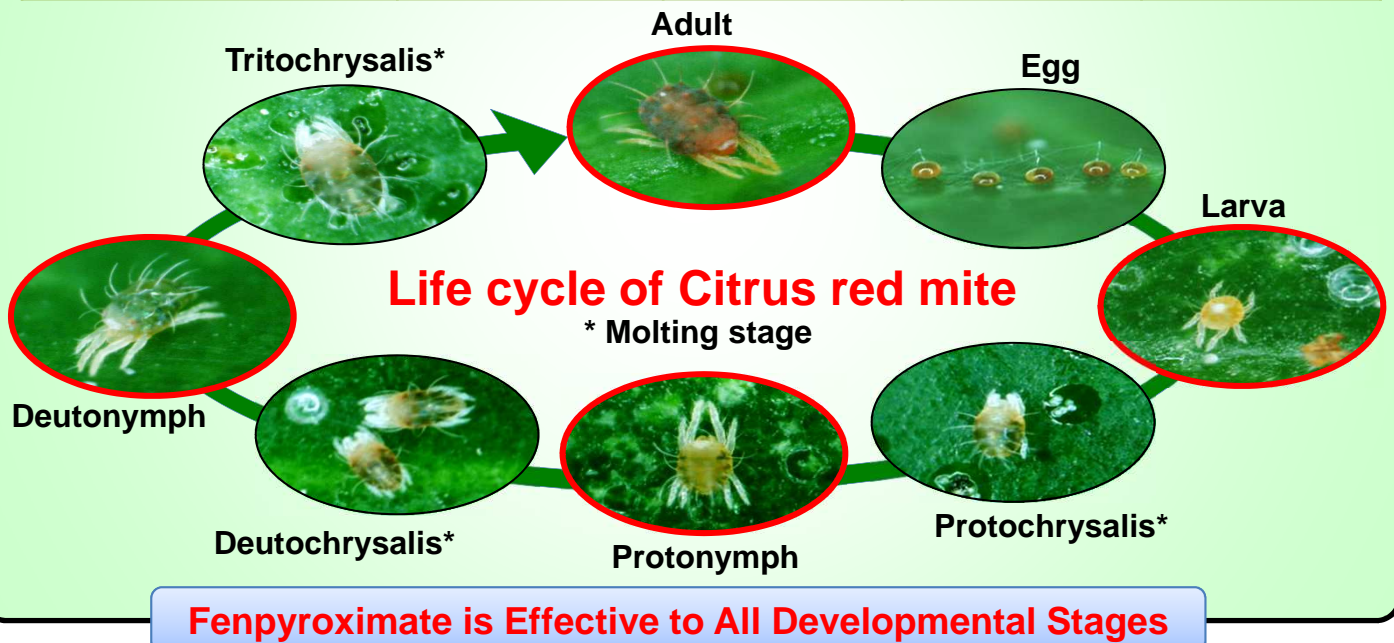 Adult
Tritochrysalis*
Egg
Larva
Life cycle of Citrus red mite
* Molting stage
Deutonymph
Deutochrysalis*
Protonymph
Protochrysalis*
Fenpyroximate is Effective to All Developmental Stages